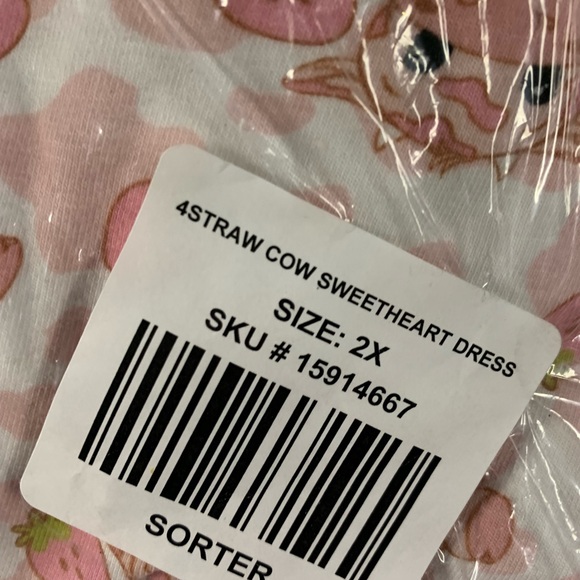 4STRAW COW SWEETHEART DRESS
SIZE: 2X
SKU # 15914667
SORTER